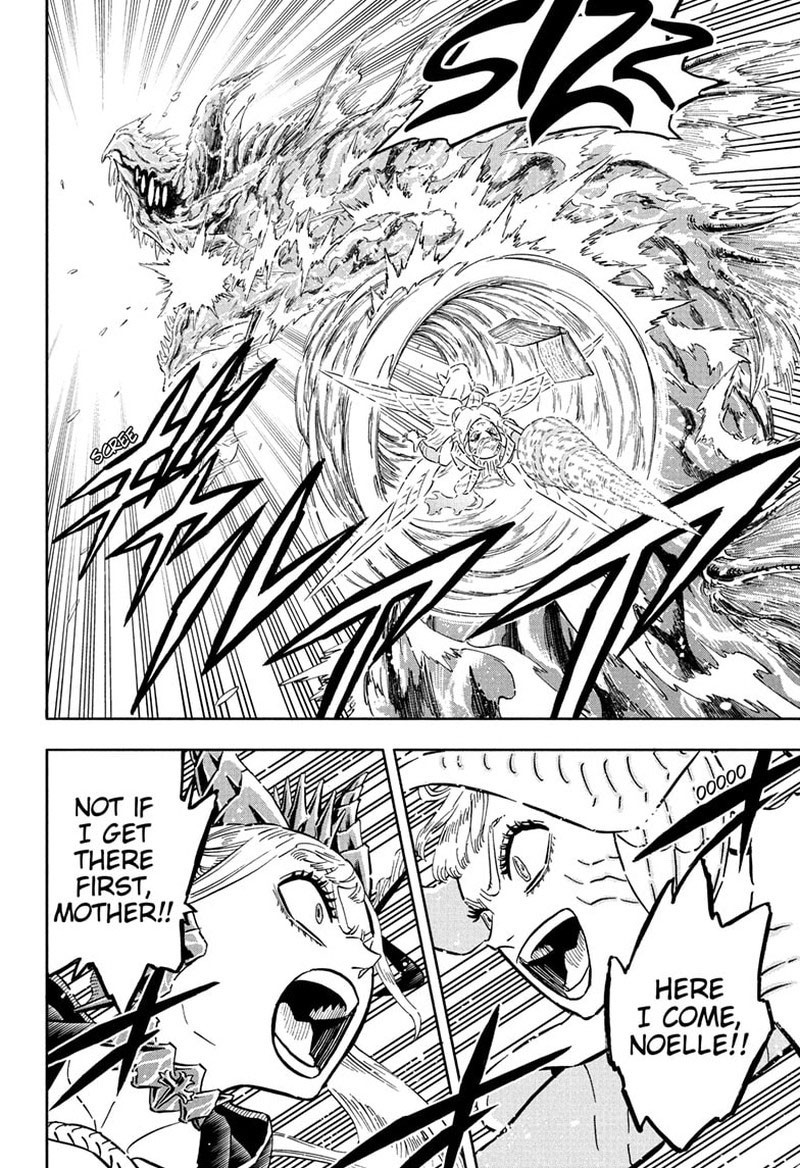 SIZZ
SCREE
OOOOO
HERE
I COME,
NOELLE!!
NOT IF
I GET
THERE
FIRST,
MOTHER!!